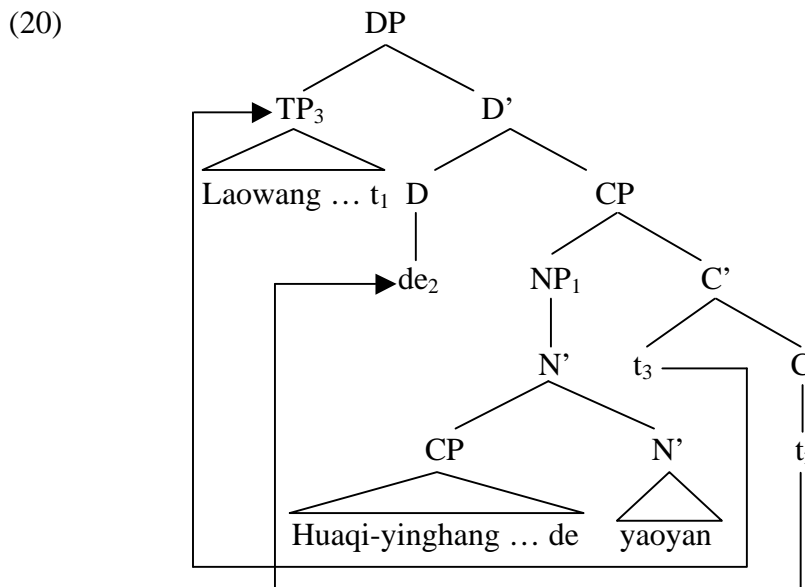 (20) DP
TP₃ D’
Laowang … t₁ D CP
de₂ NP₁ C’
N’ t₃
CP N’ t
Huaqi-yinghang … de yaoyan